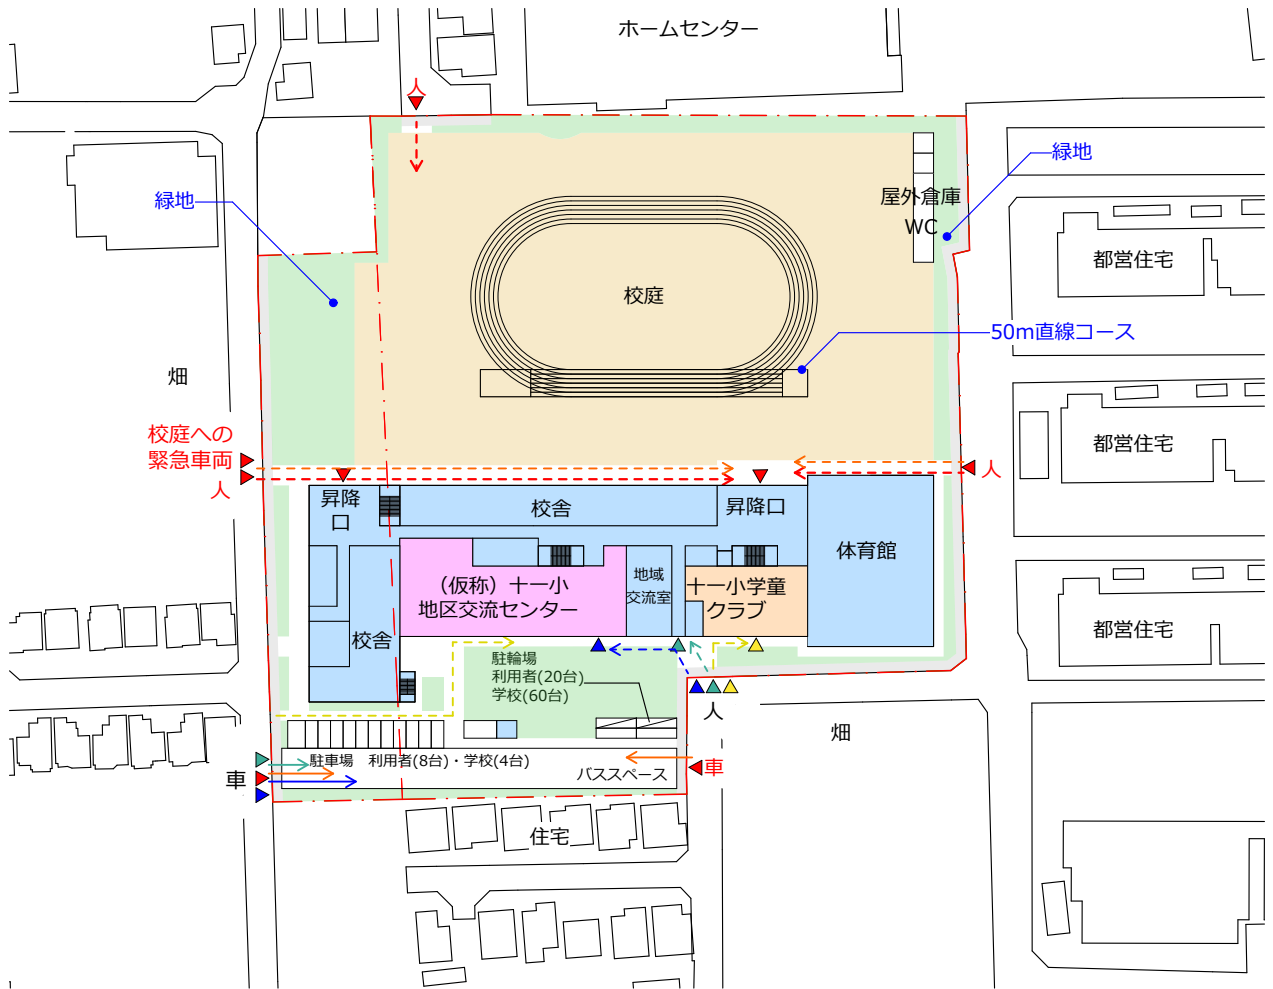 ホームセンター
人
緑地
緑地
屋外倉庫
WC
都営住宅
校庭
50m直線コース
畑
校庭への
緊急車両
人
都営住宅
人
昇降
口
校舎
昇降口
体育館
（仮称）十一小
地区交流センター
地域
交流室
十一小学童
クラブ
都営住宅
校舎
駐輪場
利用者(20台)
学校(60台)
人
畑
駐車場　利用者(8台)・学校(4台)
バススペース
車
車
住宅